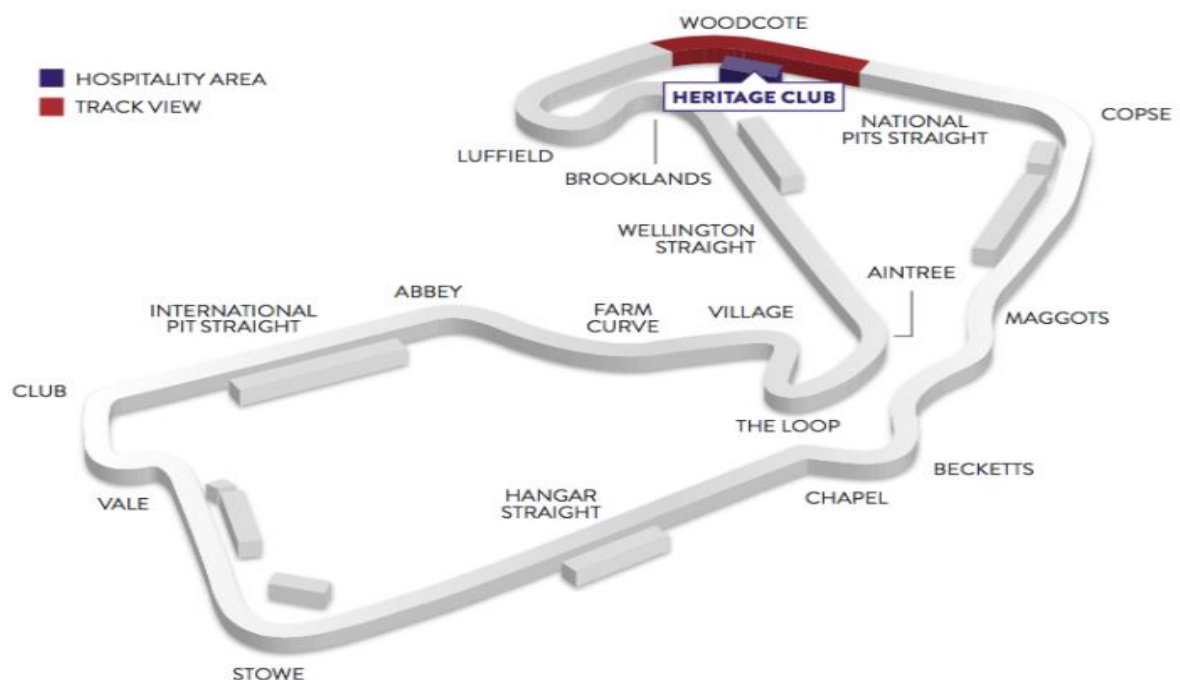 WOODCOTE
HOSPITALITY AREA
TRACK VIEW
HERITAGE CLUB
NATIONAL
PITS STRAIGHT
COPSE
LUFFIELD
BROOKLANDS
WELLINGTON
STRAIGHT
AINTREE
ABBEY
INTERNATIONAL
PIT STRAIGHT
FARM
CURVE
VILLAGE
MAGGOTS
CLUB
THE LOOP
BECKETTS
VALE
HANGAR
STRAIGHT
CHAPEL
STOWE